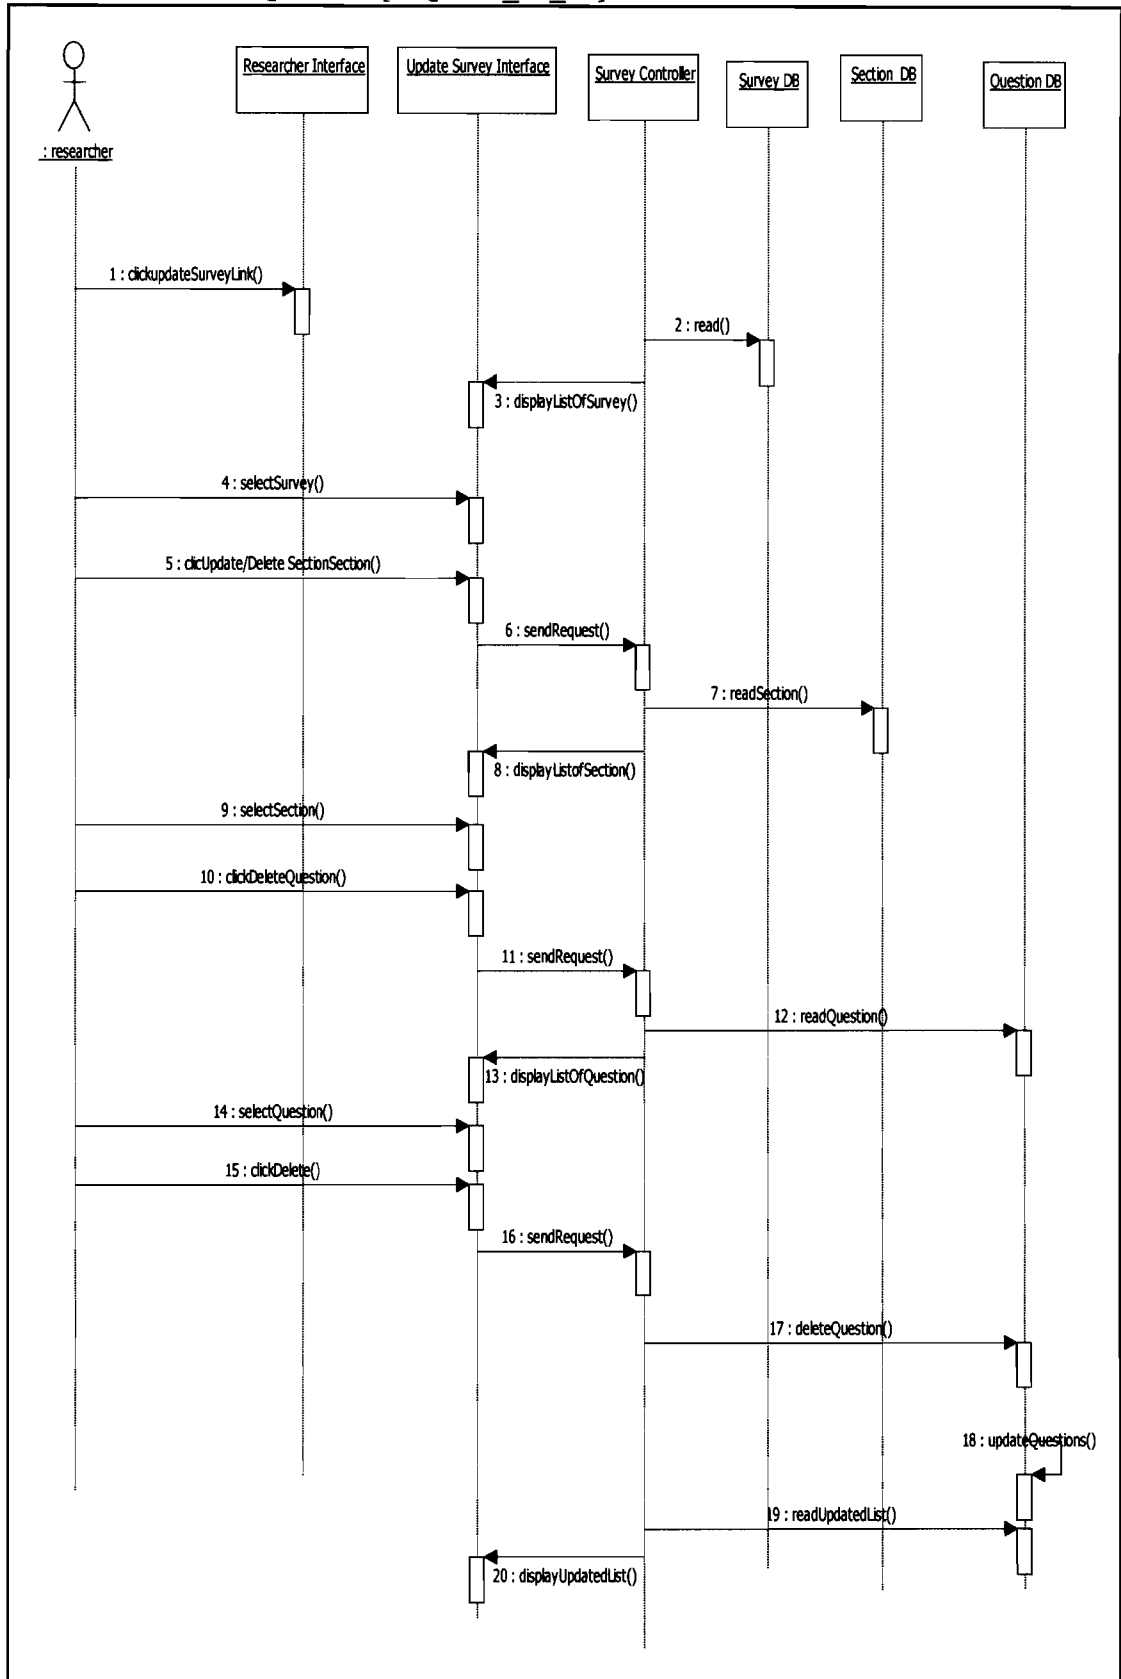 Researcher Interface
Update Survey Interface
Survey Controller
Survey DB
Section DB
Question DB
: researcher
1 : clickupdateSurveyLink()
2 : read()
3 : displayListOfSurvey()
4 : selectSurvey()
5 : clicUpdate/Delete SectionSection()
6 : sendRequest()
7 : readSection()
8 : displayListofSection()
9 : selectSection()
10 : clickDeleteQuestion()
11 : sendRequest()
12 : readQuestion()
13 : displayListOfQuestion()
14 : selectQuestion()
15 : clickDelete()
16 : sendRequest()
17 : deleteQuestion()
18 : updateQuestions()
19 : readUpdatedList()
20 : displayUpdatedList()